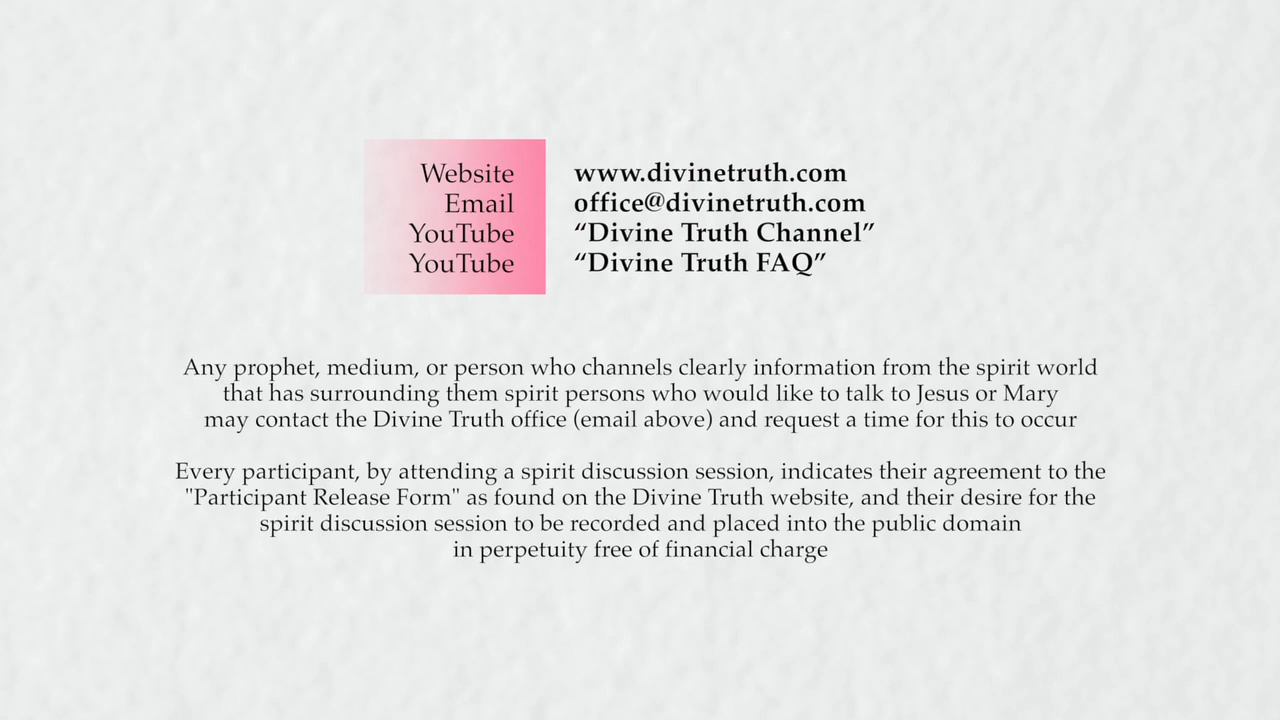 Website www.divinetruth.com
Email office@divinetruth.com
YouTube “Divine Truth Channel”
YouTube “Divine Truth FAQ”
Any prophet, medium, or person who channels clearly information from the spirit world
that has surrounding them spirit persons who would like to talk to Jesus or Mary
may contact the Divine Truth office (email above) and request a time for this to occur
Every participant, by attending a spirit discussion session, indicates their agreement to the
"Participant Release Form" as found on the Divine Truth website, and their desire for the
spirit discussion session to be recorded and placed into the public domain
in perpetuity free of financial charge